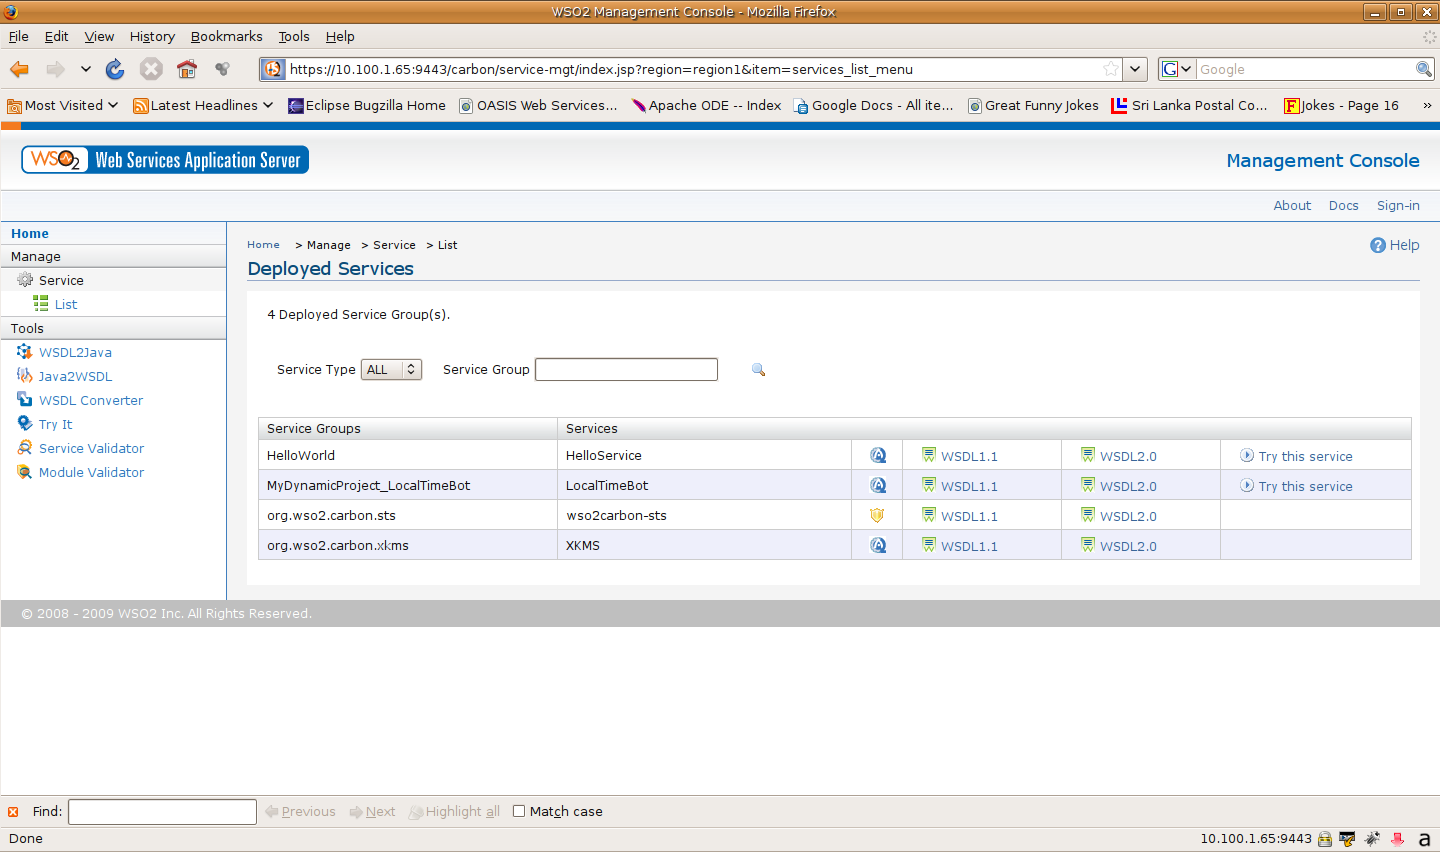 WSO2 Management Console - Mozilla Firefox
File Edit View History Bookmarks Tools Help
https://10.100.1.65:9443/carbon/service-mgt/index.jsp?region=region1&item=services_list_menu
G Google
Most Visited Latest Headlines Eclipse Bugzilla Home OASIS Web Services... Apache ODE -- Index Google Docs - All ite... Great Funny Jokes Sri Lanka Postal Co... F Jokes - Page 16 »
WSO2 Web Services Application Server
Management Console
About Docs Sign-in
Home
Manage
Service
List
Tools
WSDL2Java
Java2WSDL
WSDL Converter
Try It
Service Validator
Module Validator
Home > Manage > Service > List
? Help
Deployed Services
4 Deployed Service Group(s).
Service Type ALL Service Group
Service Groups Services
HelloWorld HelloService WSDL1.1 WSDL2.0 Try this service
MyDynamicProject_LocalTimeBot LocalTimeBot WSDL1.1 WSDL2.0 Try this service
org.wso2.carbon.sts wso2carbon-sts WSDL1.1 WSDL2.0
org.wso2.carbon.xkms XKMS WSDL1.1 WSDL2.0
© 2008 - 2009 WSO2 Inc. All Rights Reserved.
Find: Previous Next Highlight all Match case
Done 10.100.1.65:9443 a